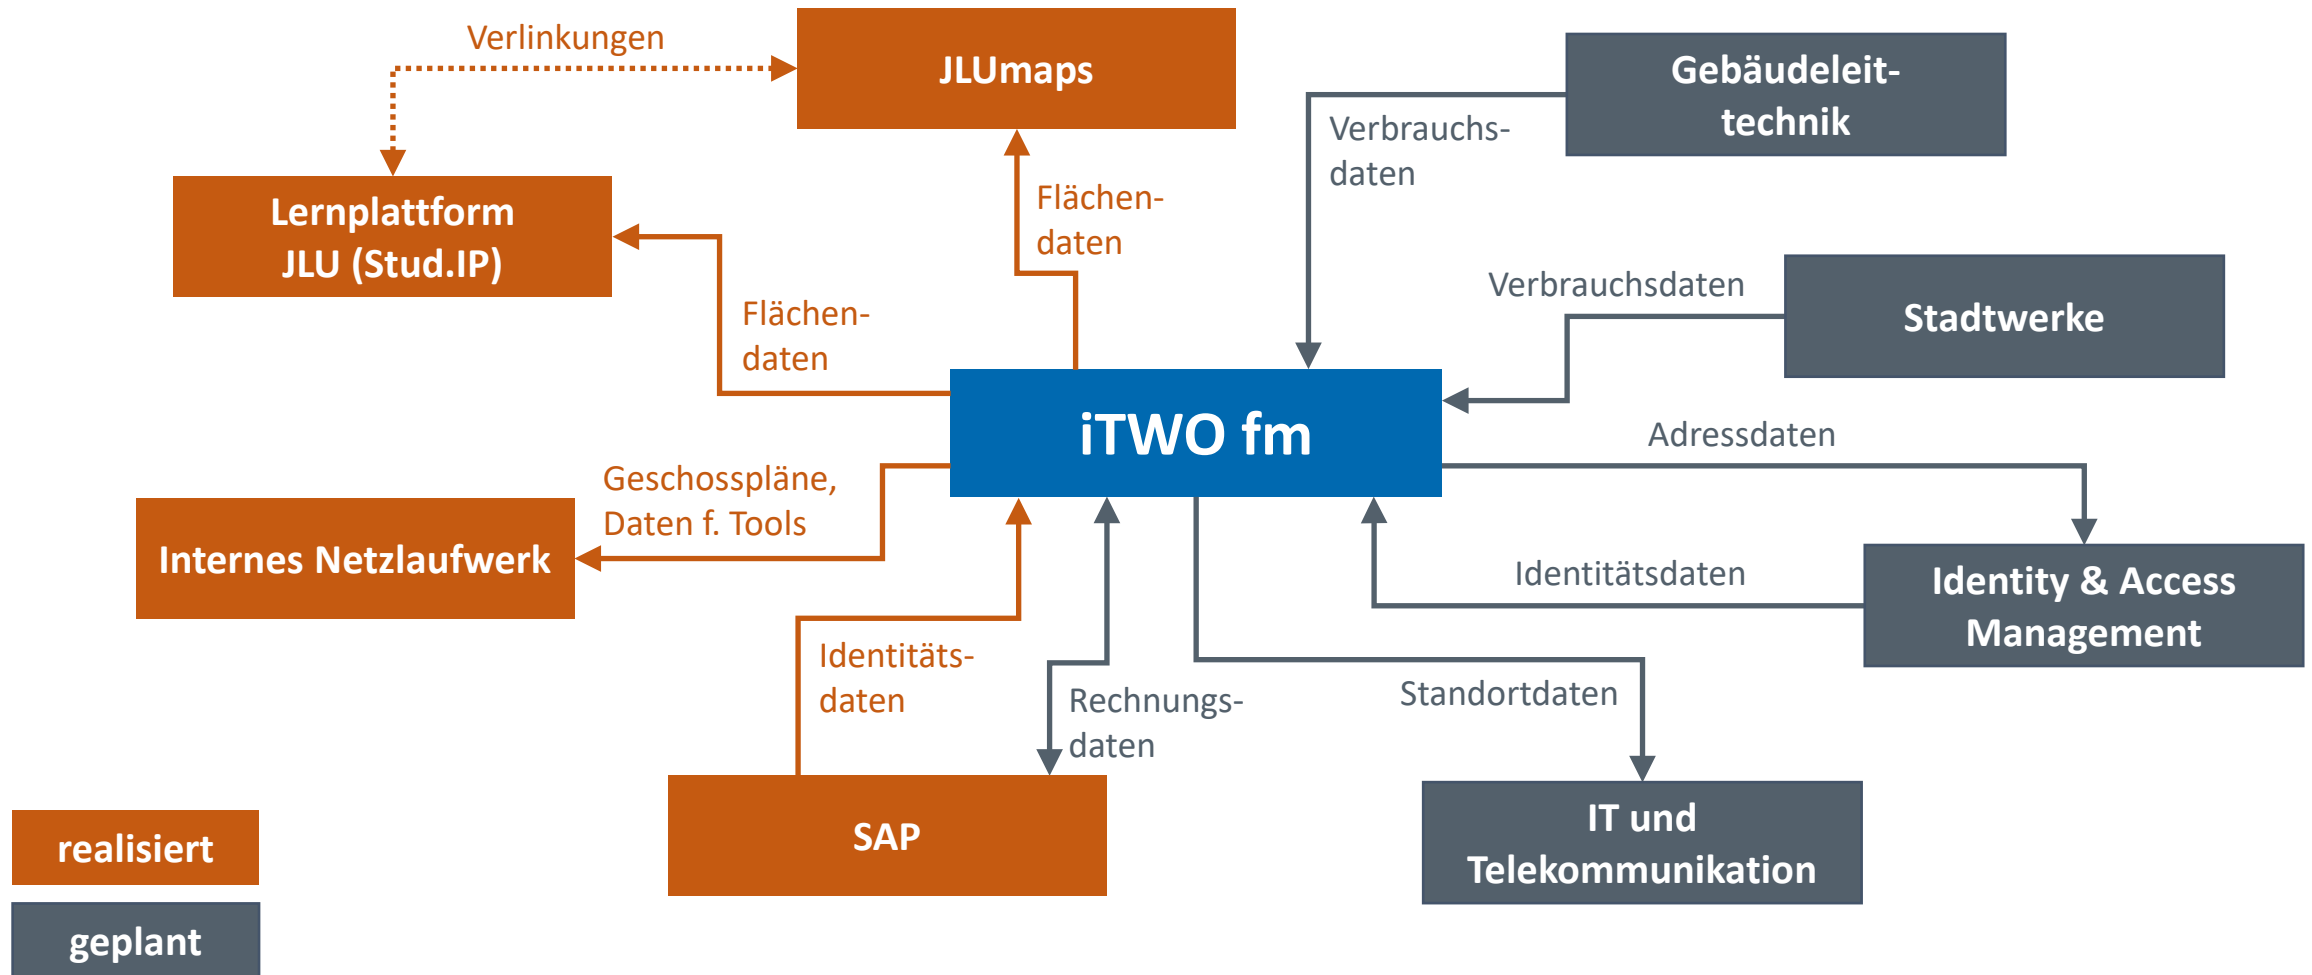 Verlinkungen
JLUmaps
Gebäudeleit-
technik
Verbrauchs-
daten
Lernplattform
JLU (Stud.IP)
Flächen-
daten
Verbrauchsdaten
Stadtwerke
Flächen-
daten
iTWO fm
Adressdaten
Geschosspläne,
Daten f. Tools
Internes Netzlaufwerk
Identitätsdaten
Identity & Access
Management
Identitäts-
daten
Rechnungs-
daten
Standortdaten
SAP
IT und
Telekommunikation
realisiert
geplant